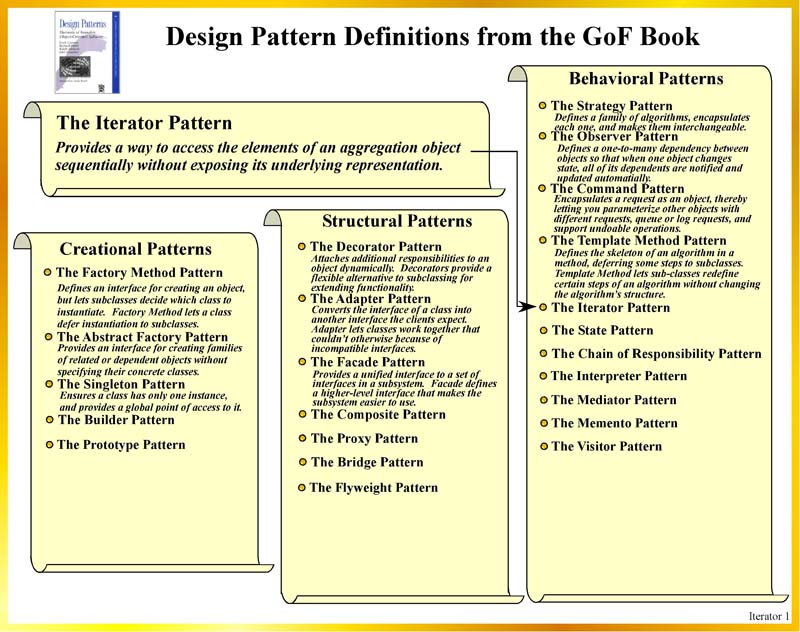 Design Patterns
Design Pattern Definitions from the GoF Book
The Iterator Pattern
Provides a way to access the elements of an aggregation object
sequentially without exposing its underlying representation.
Creational Patterns
The Factory Method Pattern
Defines an interface for creating an object,
but lets subclasses decide which class to
instantiate. Factory Method lets a class
defer instantiation to subclasses.
The Abstract Factory Pattern
Provides an interface for creating families
of related or dependent objects without
specifying their concrete classes.
The Singleton Pattern
Ensures a class has only one instance,
and provides a global point of access to it.
The Builder Pattern
The Prototype Pattern
Structural Patterns
The Decorator Pattern
Attaches additional responsibilities to an
object dynamically. Decorators provide a
flexible alternative to subclassing for
extending functionality.
The Adapter Pattern
Converts the interface of a class into
another interface the clients expect.
Adapter lets classes work together that
couldn't otherwise because of
incompatible interfaces.
The Facade Pattern
Provides a unified interface to a set of
interfaces in a subsystem. Facade defines
a higher-level interface that makes the
subsystem easier to use.
The Composite Pattern
The Proxy Pattern
The Bridge Pattern
The Flyweight Pattern
Behavioral Patterns
The Strategy Pattern
Defines a family of algorithms, encapsulates
each one, and makes them interchangeable.
The Observer Pattern
Defines a one-to-many dependency between
objects so that when one object changes
state, all of its dependents are notified and
updated automatically.
The Command Pattern
Encapsulates a request as an object, thereby
letting you parameterize other objects with
different requests, queue or log requests, and
support undoable operations.
The Template Method Pattern
Defines the skeleton of an algorithm in a
method, deferring some steps to subclasses.
Template Method lets sub-classes redefine
certain steps of an algorithm without changing
the algorithm's structure.
The Iterator Pattern
The State Pattern
The Chain of Responsibility Pattern
The Interpreter Pattern
The Mediator Pattern
The Memento Pattern
The Visitor Pattern
Iterator 1